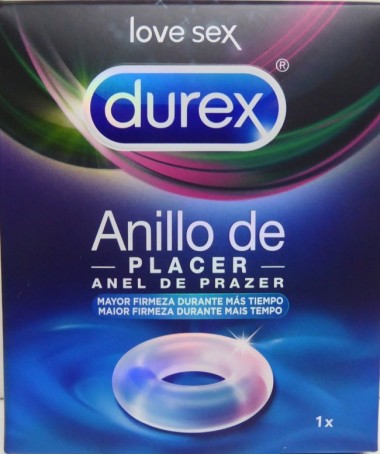 love sex
durex ®
Anillo de
PLACER
ANEL DE PRAZER
MAYOR FIRMEZA DURANTE MÁS TIEMPO
MAIOR FIRMEZA DURANTE MAIS TEMPO
1x